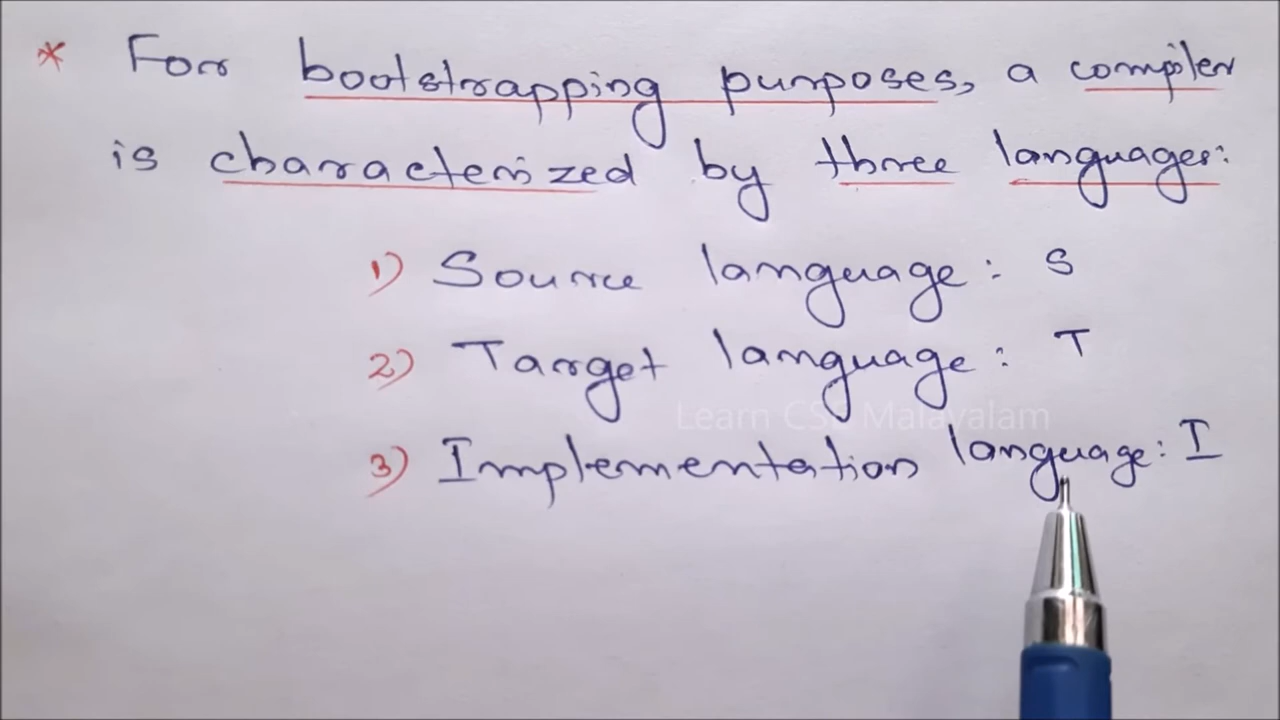 * For bootstrapping purposes, a compiler
is characterized by three languages:
1) Source language: S
2) Target language: T
Learn CSE Malayalam
3) Implementation language: I